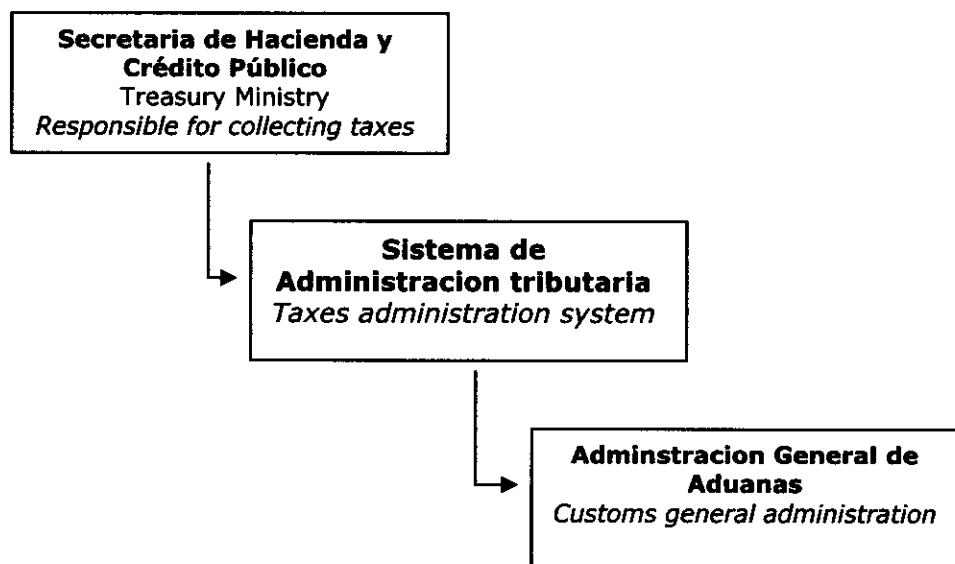 Secretaria de Hacienda y
Crédito Público
Treasury Ministry
Responsible for collecting taxes
Sistema de
Administracion tributaria
Taxes administration system
Adminstracion General de
Aduanas
Customs general administration